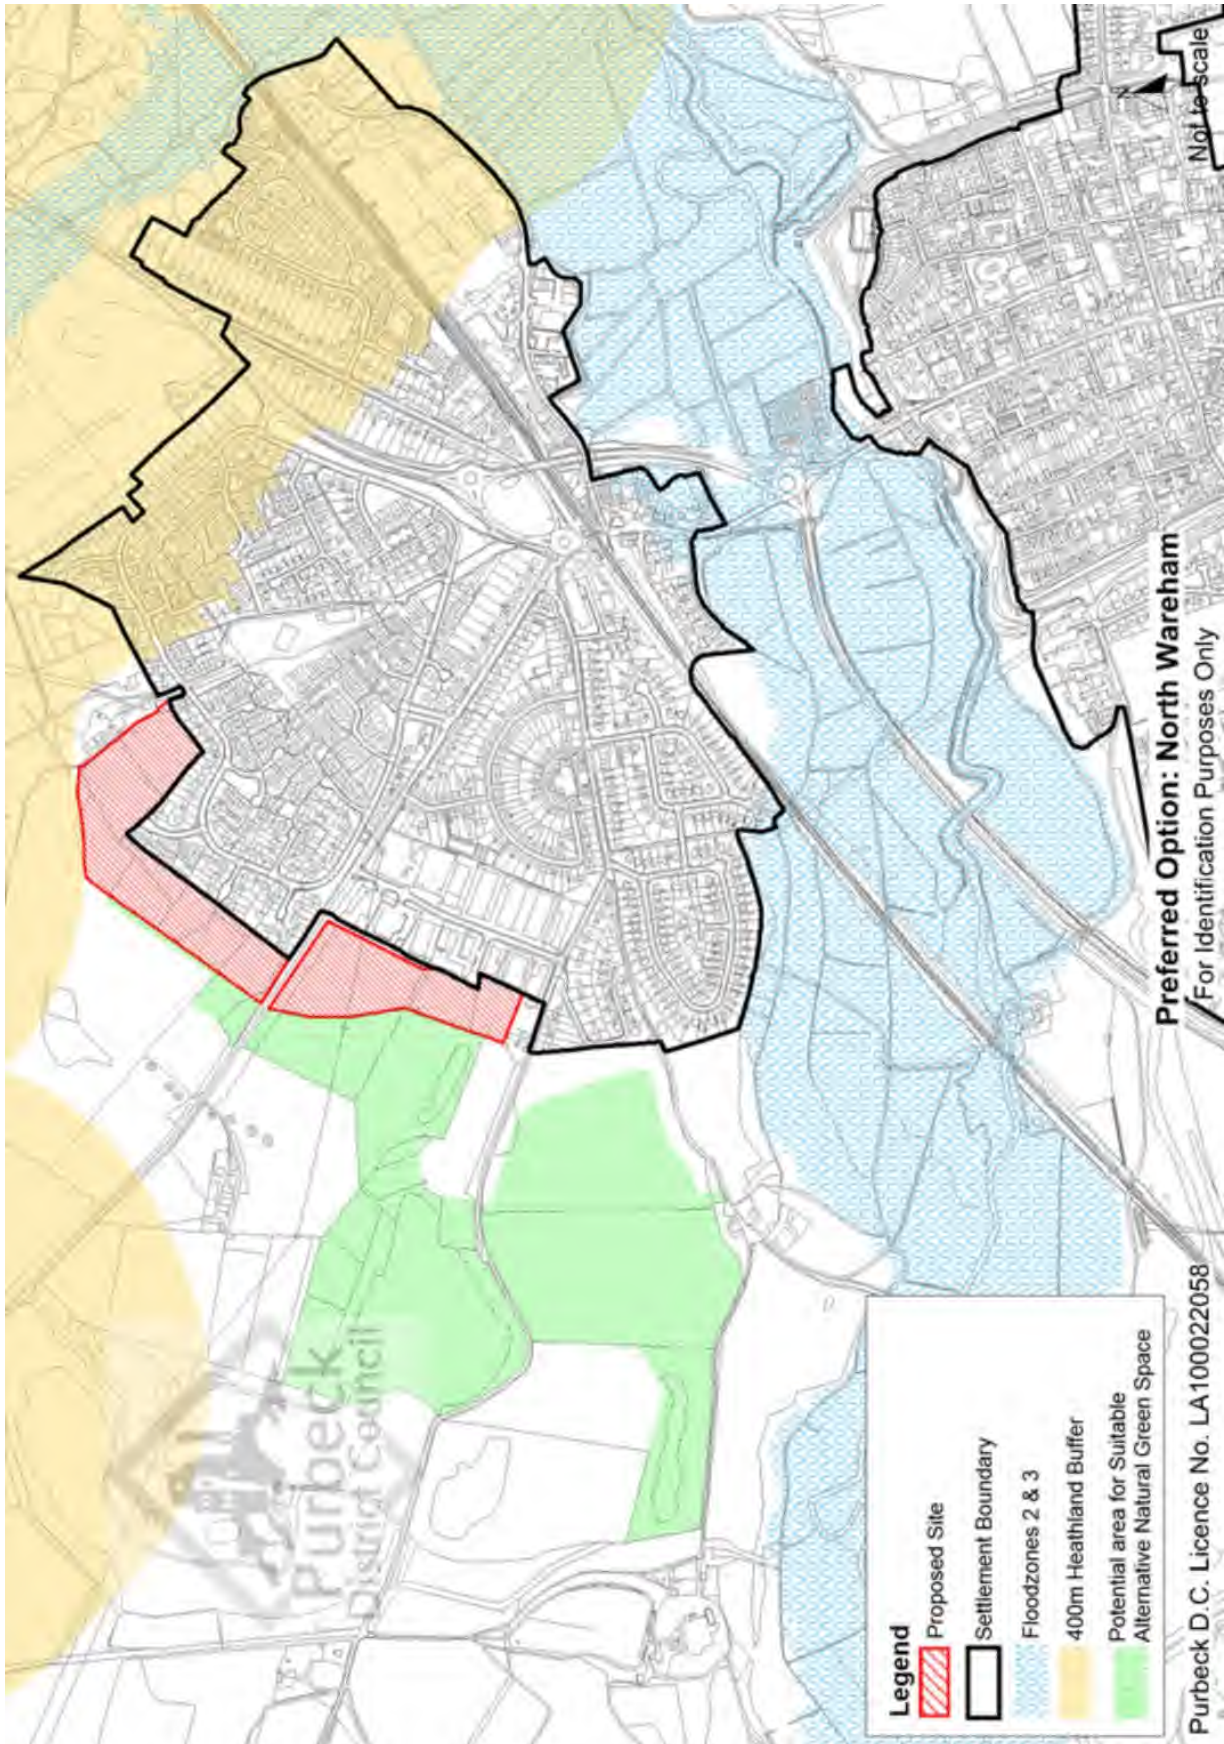 Purbeck
District Council
Legend
Proposed Site
Settlement Boundary
Floodzones 2 & 3
400m Heathland Buffer
Potential area for Suitable
Alternative Natural Green Space
Purbeck D.C. Licence No. LA100022058
Preferred Option: North Wareham
For Identification Purposes Only
N
Not to scale